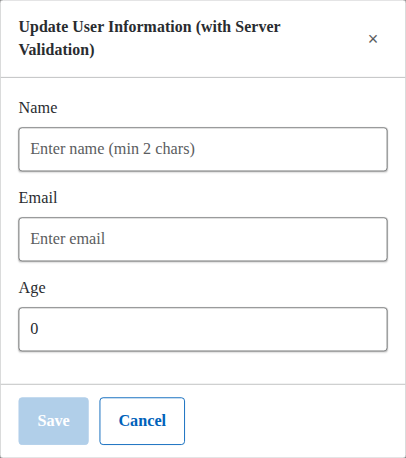 Update User Information (with Server
Validation)
×
Name
Enter name (min 2 chars)
Email
Enter email
Age
0
Save
Cancel